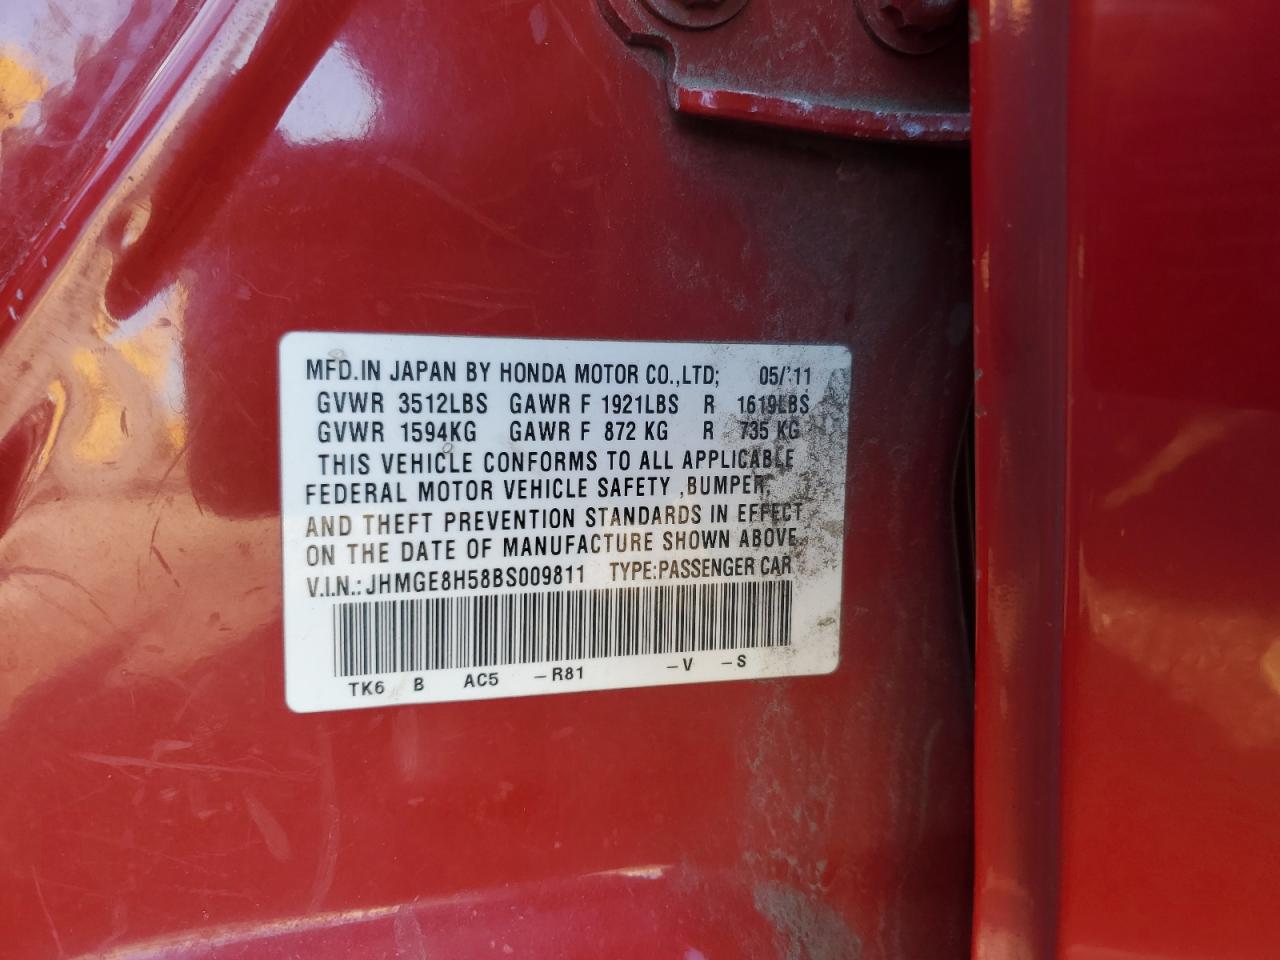 MFD.IN JAPAN BY HONDA MOTOR CO.,LTD; 05/'11
GVWR 3512LBS GAWR F 1921LBS R 1619LBS
GVWR 1594KG GAWR F 872 KG R 735 KG
THIS VEHICLE CONFORMS TO ALL APPLICABLE
FEDERAL MOTOR VEHICLE SAFETY ,BUMPER,
AND THEFT PREVENTION STANDARDS IN EFFECT
ON THE DATE OF MANUFACTURE SHOWN ABOVE.
V.I.N.: JHMGE8H58BS009811 TYPE:PASSENGER CAR
TK6 B AC5 -R81 -V -S